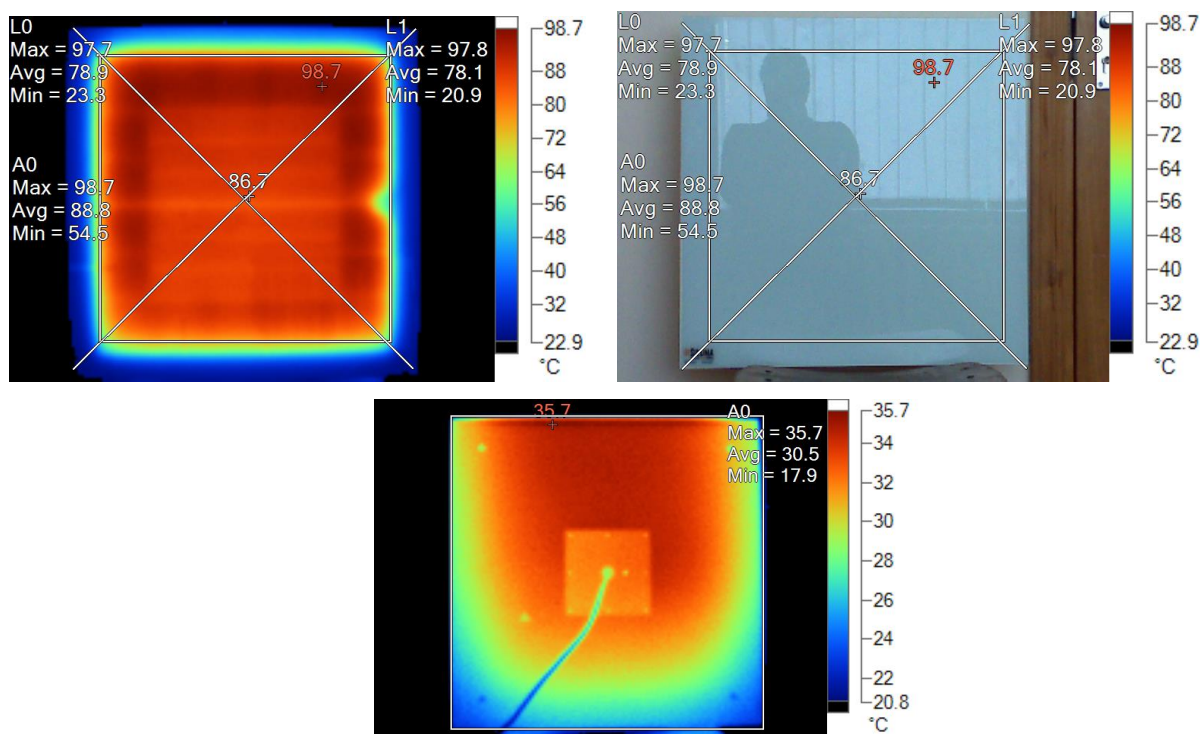 L0
Max = 97.7
Avg = 78.9
Min = 23.3
L1
Max = 97.8
Avg = 78.1
Min = 20.9
98.7
A0
Max = 98.7
Avg = 88.8
Min = 54.5
86.7
98.7
88
80
72
64
56
48
40
32
22.9
°C
L0
Max = 97.7
Avg = 78.9
Min = 23.3
L1
Max = 97.8
Avg = 78.1
Min = 20.9
98.7
A0
Max = 98.7
Avg = 88.8
Min = 54.5
86.7
98.7
88
80
72
64
56
48
40
32
22.9
°C
35.7
A0
Max = 35.7
Avg = 30.5
Min = 17.9
35.7
34
32
30
28
26
24
22
20.8
°C